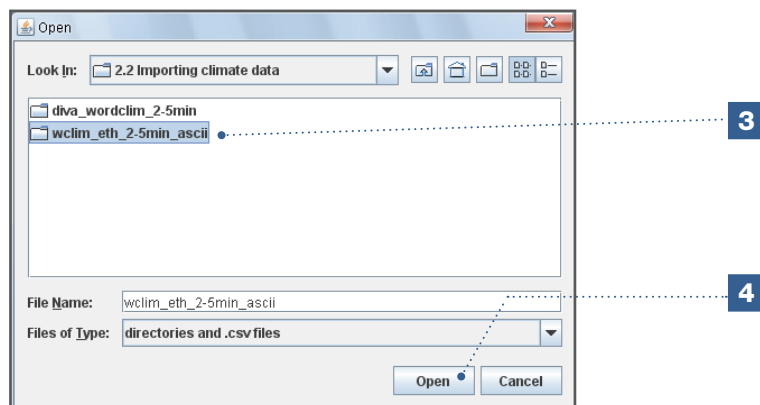 Open
Look In: 2.2 Importing climate data
diva_wordclim_2-5min
wclim_eth_2-5min_ascii
3
File Name: wclim_eth_2-5min_ascii
4
Files of Type: directories and .csv files
Open Cancel